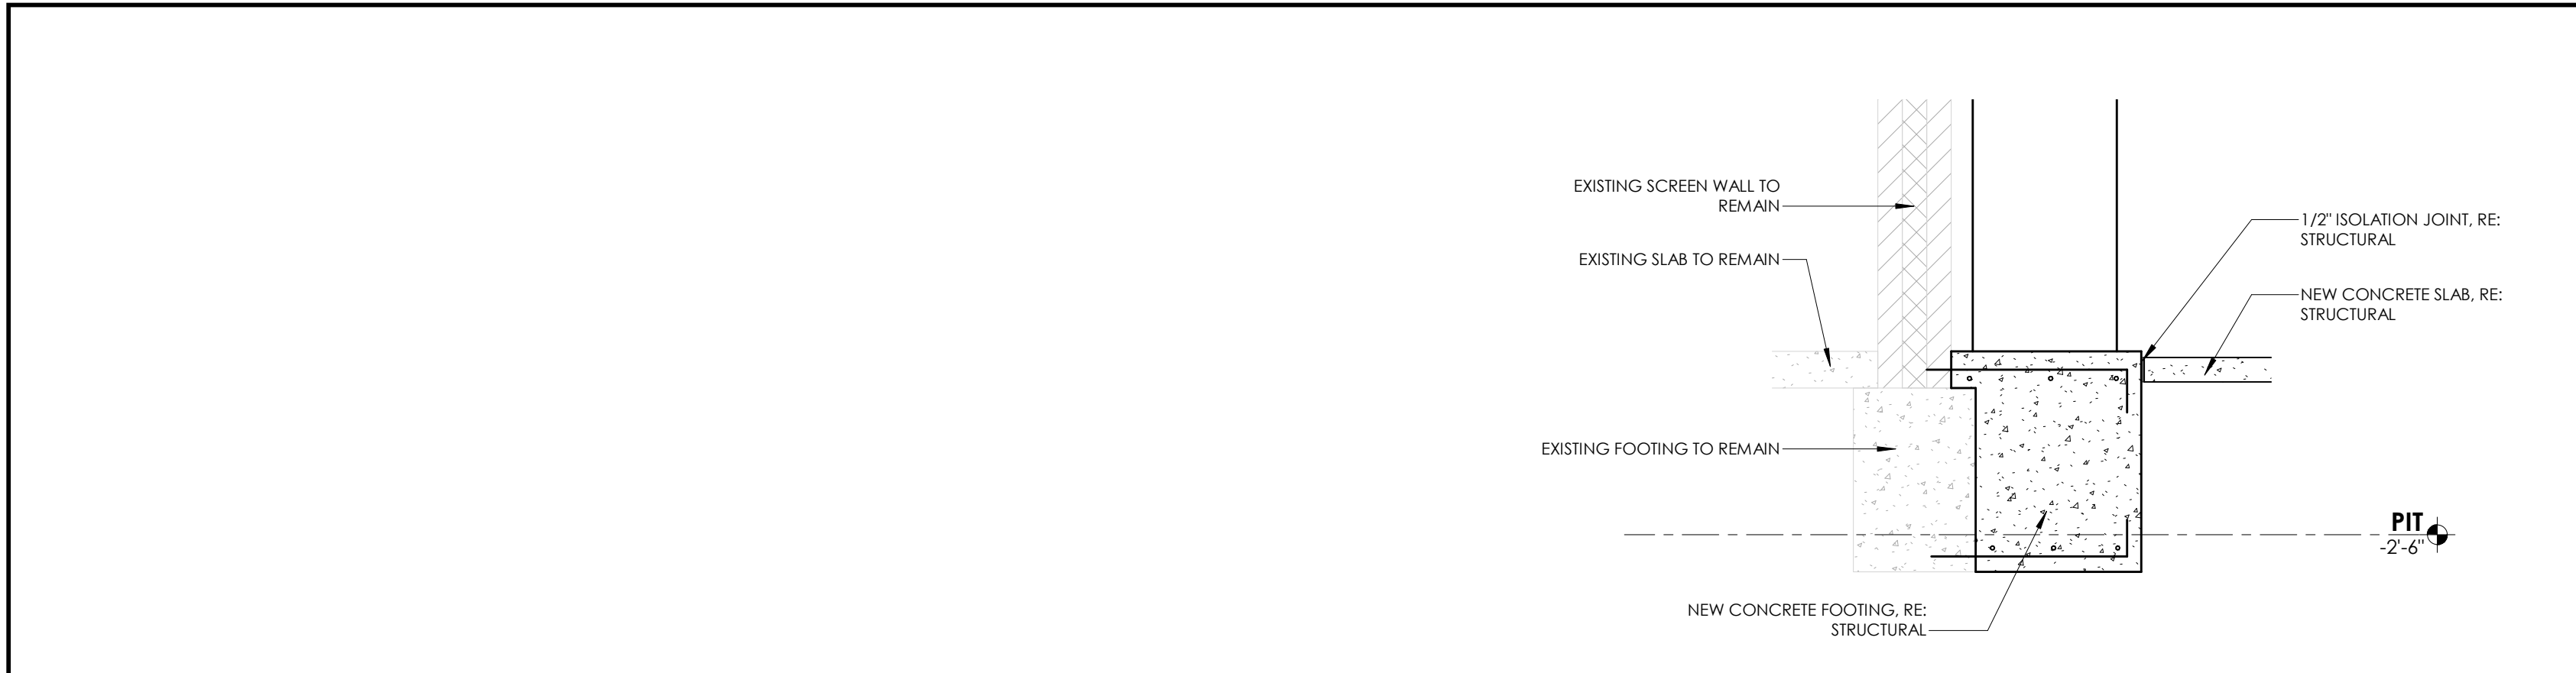 EXISTING SCREEN WALL TO
REMAIN
EXISTING SLAB TO REMAIN
EXISTING FOOTING TO REMAIN
NEW CONCRETE FOOTING, RE:
STRUCTURAL
1/2" ISOLATION JOINT, RE:
STRUCTURAL
NEW CONCRETE SLAB, RE:
STRUCTURAL
PIT
-2'-6"